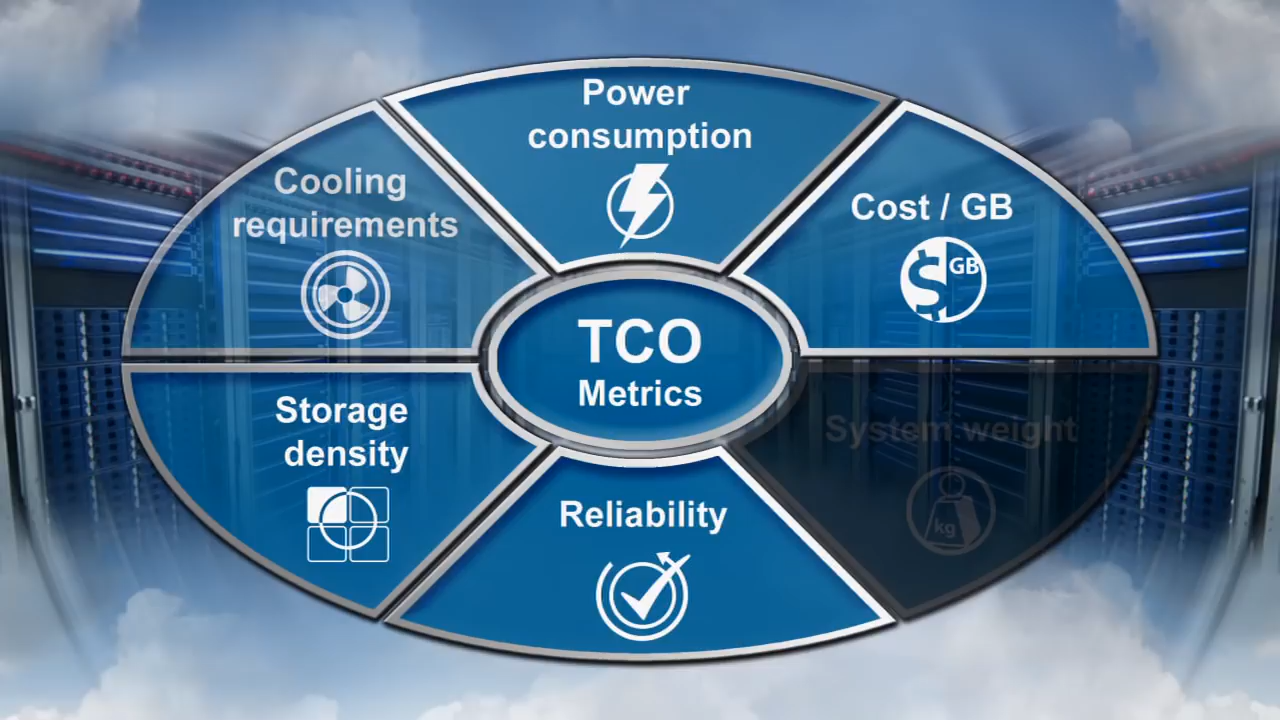 Power
consumption
Cooling
requirements
Cost / GB
GB
TCO
Metrics
Storage
density
System weight
kg
Reliability